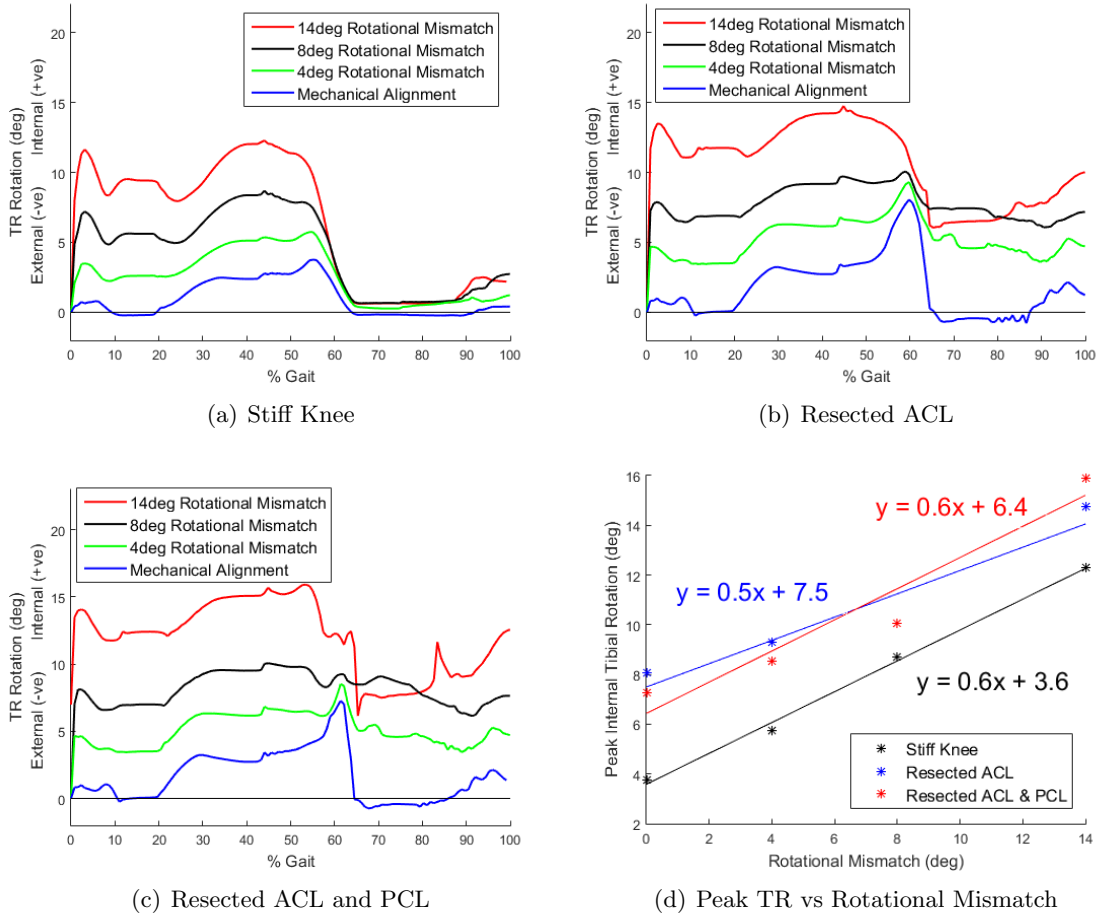 TR Rotation (deg)
External (-ve) Internal (+ve)
20
15
10
5
0
14deg Rotational Mismatch
8deg Rotational Mismatch
4deg Rotational Mismatch
Mechanical Alignment
0 10 20 30 40 50 60 70 80 90 100
% Gait
(a) Stiff Knee
TR Rotation (deg)
External (-ve) Internal (+ve)
20
15
10
5
0
14deg Rotational Mismatch
8deg Rotational Mismatch
4deg Rotational Mismatch
Mechanical Alignment
0 10 20 30 40 50 60 70 80 90 100
% Gait
(b) Resected ACL
TR Rotation (deg)
External (-ve) Internal (+ve)
20
15
10
5
0
14deg Rotational Mismatch
8deg Rotational Mismatch
4deg Rotational Mismatch
Mechanical Alignment
0 10 20 30 40 50 60 70 80 90 100
% Gait
(c) Resected ACL and PCL
Peak Internal Tibial Rotation (deg)
16
14
12
10
8
6
4
2
y = 0.6x + 6.4
y = 0.5x + 7.5
y = 0.6x + 3.6
Stiff Knee
Resected ACL
Resected ACL & PCL
0 2 4 6 8 10 12 14
Rotational Mismatch (deg)
(d) Peak TR vs Rotational Mismatch